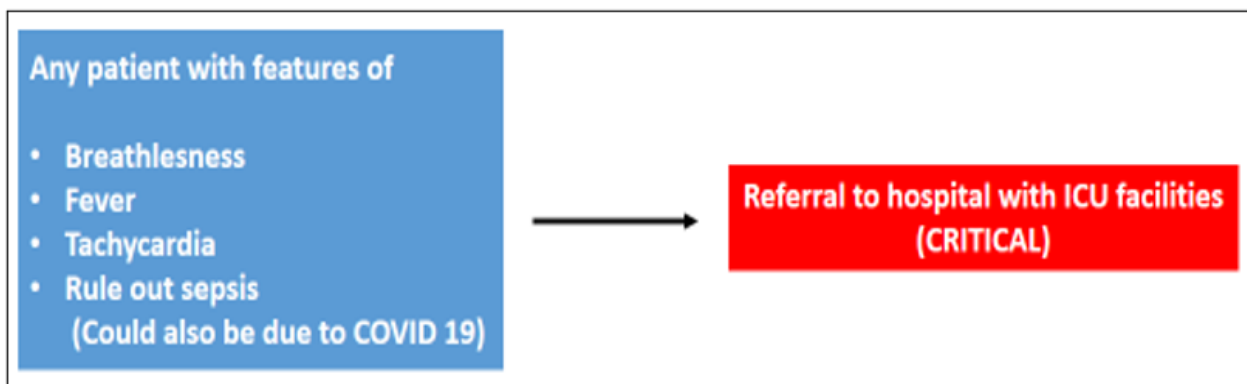 Any patient with features of
• Breathlesness
• Fever
• Tachycardia
• Rule out sepsis
(Could also be due to COVID 19)
Referral to hospital with ICU facilities
(CRITICAL)